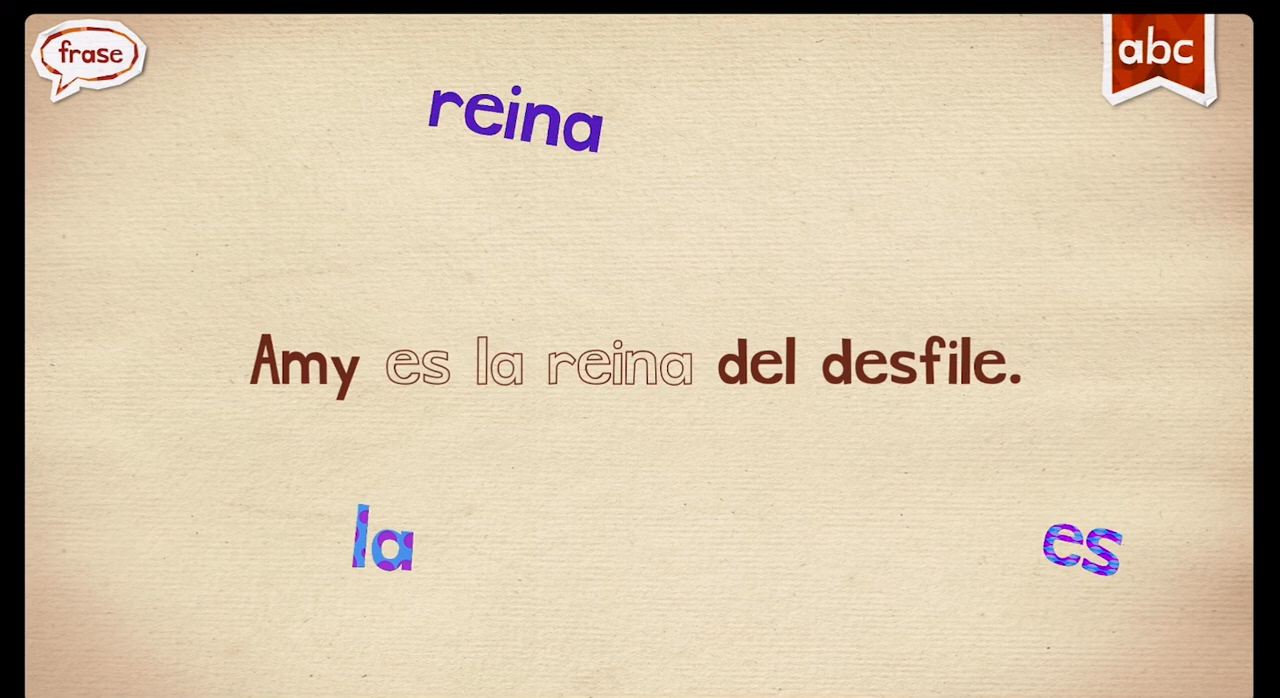 frase
abc
reina
Amy es la reina del desfile.
la
es